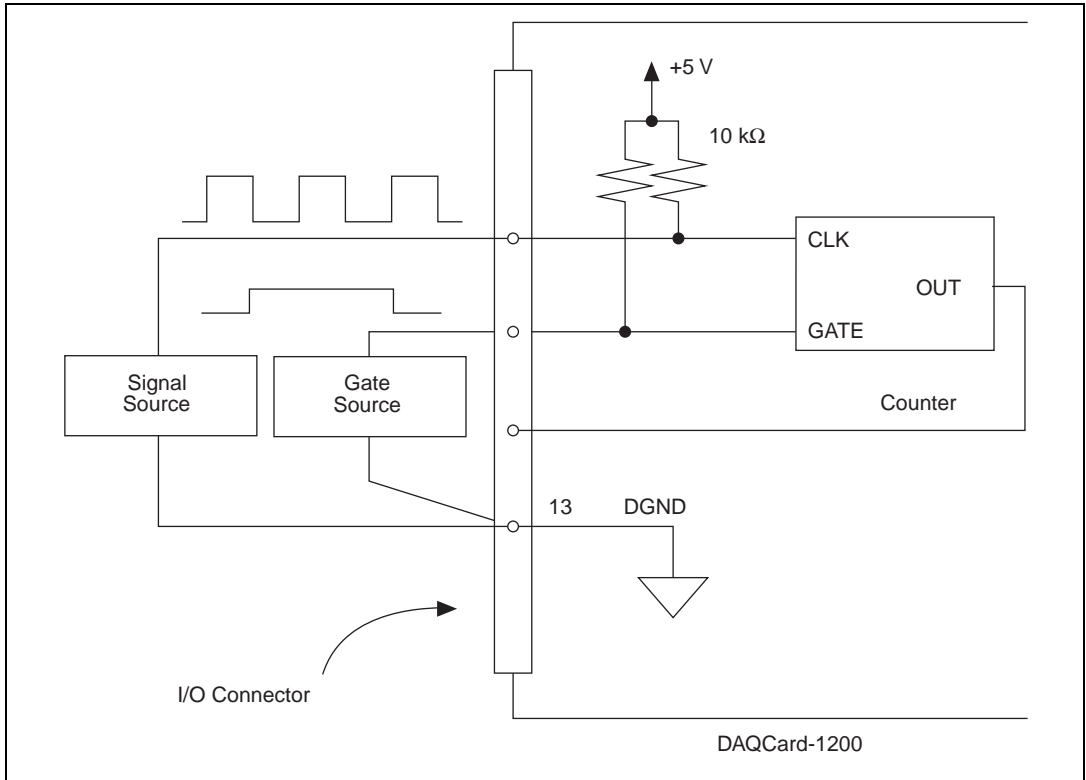 +5 V
10 kΩ
CLK
OUT
GATE
Signal
Source
Gate
Source
Counter
13
DGND
I/O Connector
DAQCard-1200